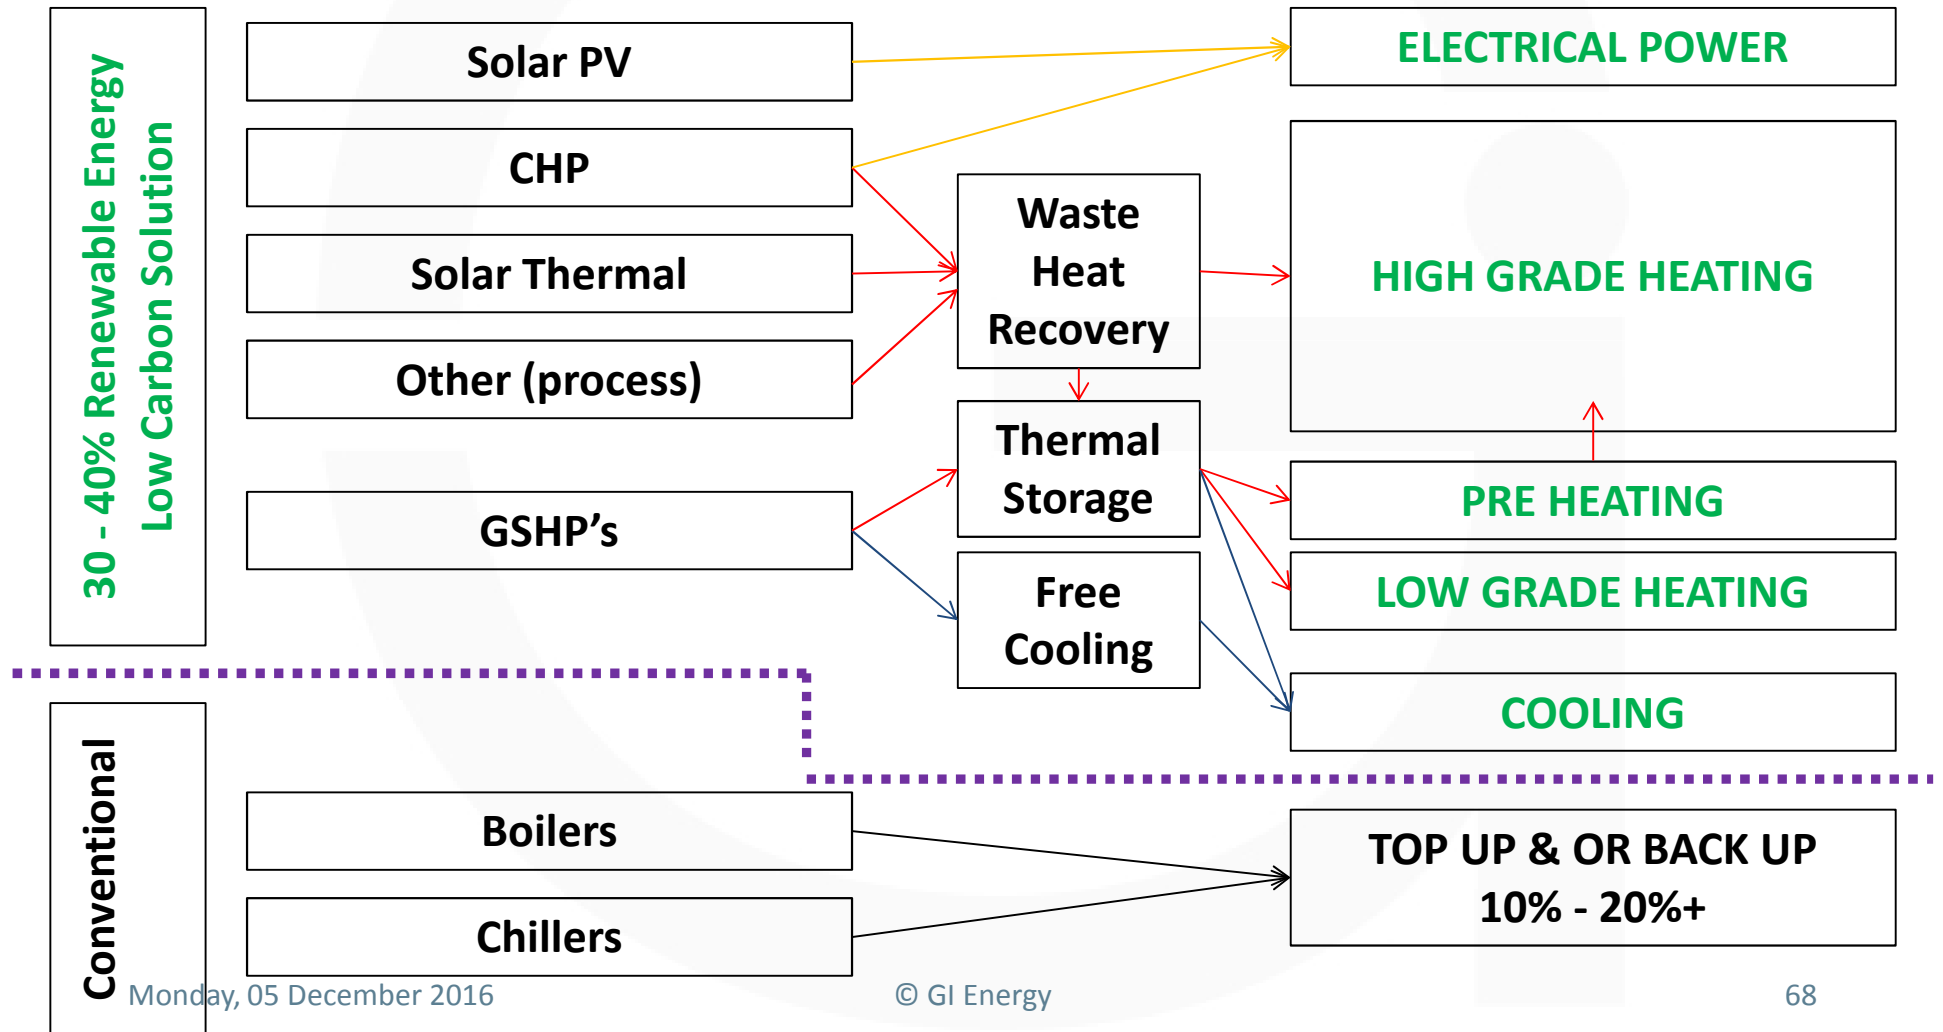 30 - 40% Renewable Energy
Low Carbon Solution
Solar PV
CHP
Solar Thermal
Other (process)
GSHP’s
Waste
Heat
Recovery
Thermal
Storage
Free
Cooling
ELECTRICAL POWER
HIGH GRADE HEATING
PRE HEATING
LOW GRADE HEATING
COOLING
Conventional
Boilers
Chillers
TOP UP & OR BACK UP
10% - 20%+
Monday, 05 December 2016
© GI Energy
68